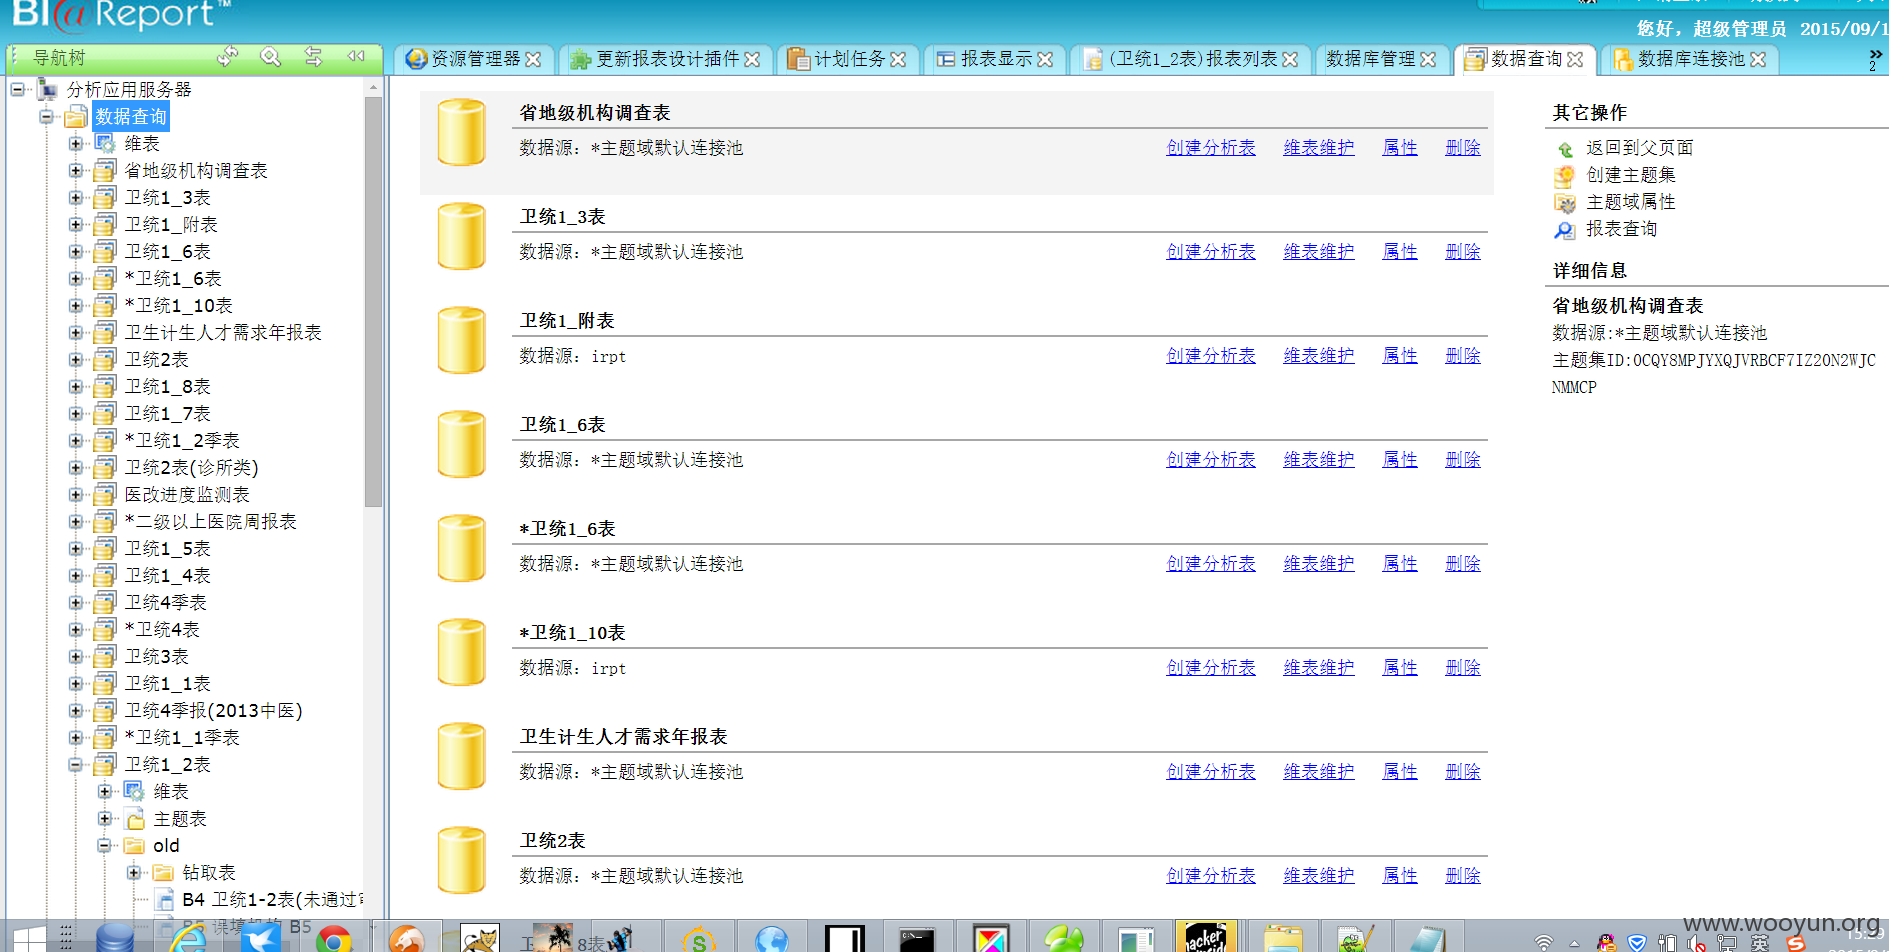 BI@Report™
您好，超级管理员 2015/09/1
导航树
资源管理器
更新报表设计插件
计划任务
报表显示
(卫统1_2表)报表列表
数据库管理
数据查询
数据库连接池
2
分析应用服务器
数据查询
维表
省地级机构调查表
卫统1_3表
卫统1_附表
卫统1_6表
*卫统1_6表
*卫统1_10表
卫生计生人才需求年报表
卫统2表
卫统1_8表
卫统1_7表
*卫统1_2季表
卫统2表(诊所类)
医改进度监测表
*二级以上医院周报表
卫统1_5表
卫统1_4表
卫统4季表
*卫统4表
卫统3表
卫统1_1表
卫统4季报(2013中医)
*卫统1_1季表
卫统1_2表
维表
主题表
old
钻取表
B4 卫统1-2表(未通过
B5 误填机构 B5
省地级机构调查表
数据源：*主题域默认连接池 创建分析表 维表维护 属性 删除
卫统1_3表
数据源：*主题域默认连接池 创建分析表 维表维护 属性 删除
卫统1_附表
数据源：irpt 创建分析表 维表维护 属性 删除
卫统1_6表
数据源：*主题域默认连接池 创建分析表 维表维护 属性 删除
*卫统1_6表
数据源：*主题域默认连接池 创建分析表 维表维护 属性 删除
*卫统1_10表
数据源：irpt 创建分析表 维表维护 属性 删除
卫生计生人才需求年报表
数据源：*主题域默认连接池 创建分析表 维表维护 属性 删除
卫统2表
数据源：*主题域默认连接池 创建分析表 维表维护 属性 删除
8表
其它操作
返回到父页面
创建主题集
主题域属性
报表查询
详细信息
省地级机构调查表
数据源:*主题域默认连接池
主题集ID:0CQY8MPJYXQJVRBCF7IZ20N2WJC
NMMCP
www.wooyun.org
英
15:29